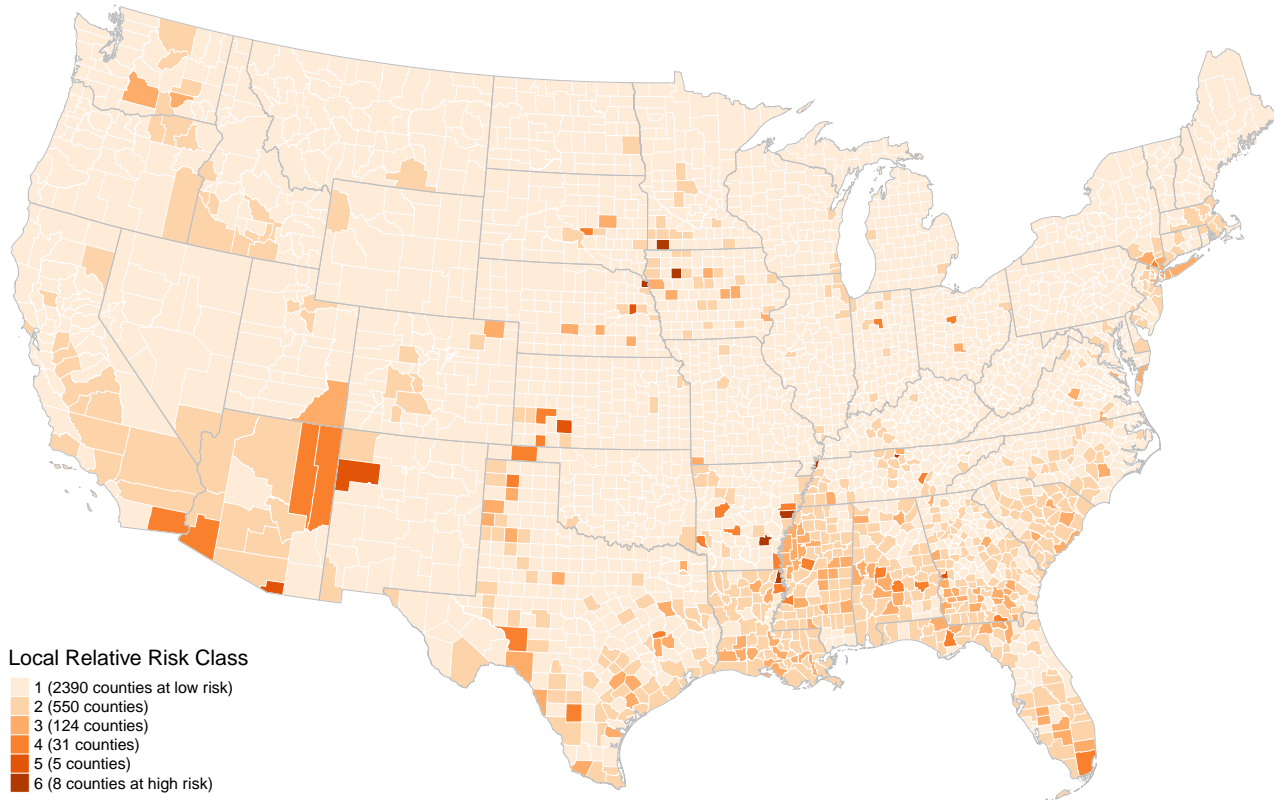 Local Relative Risk Class
1 (2390 counties at low risk)
2 (550 counties)
3 (124 counties)
4 (31 counties)
5 (5 counties)
6 (8 counties at high risk)